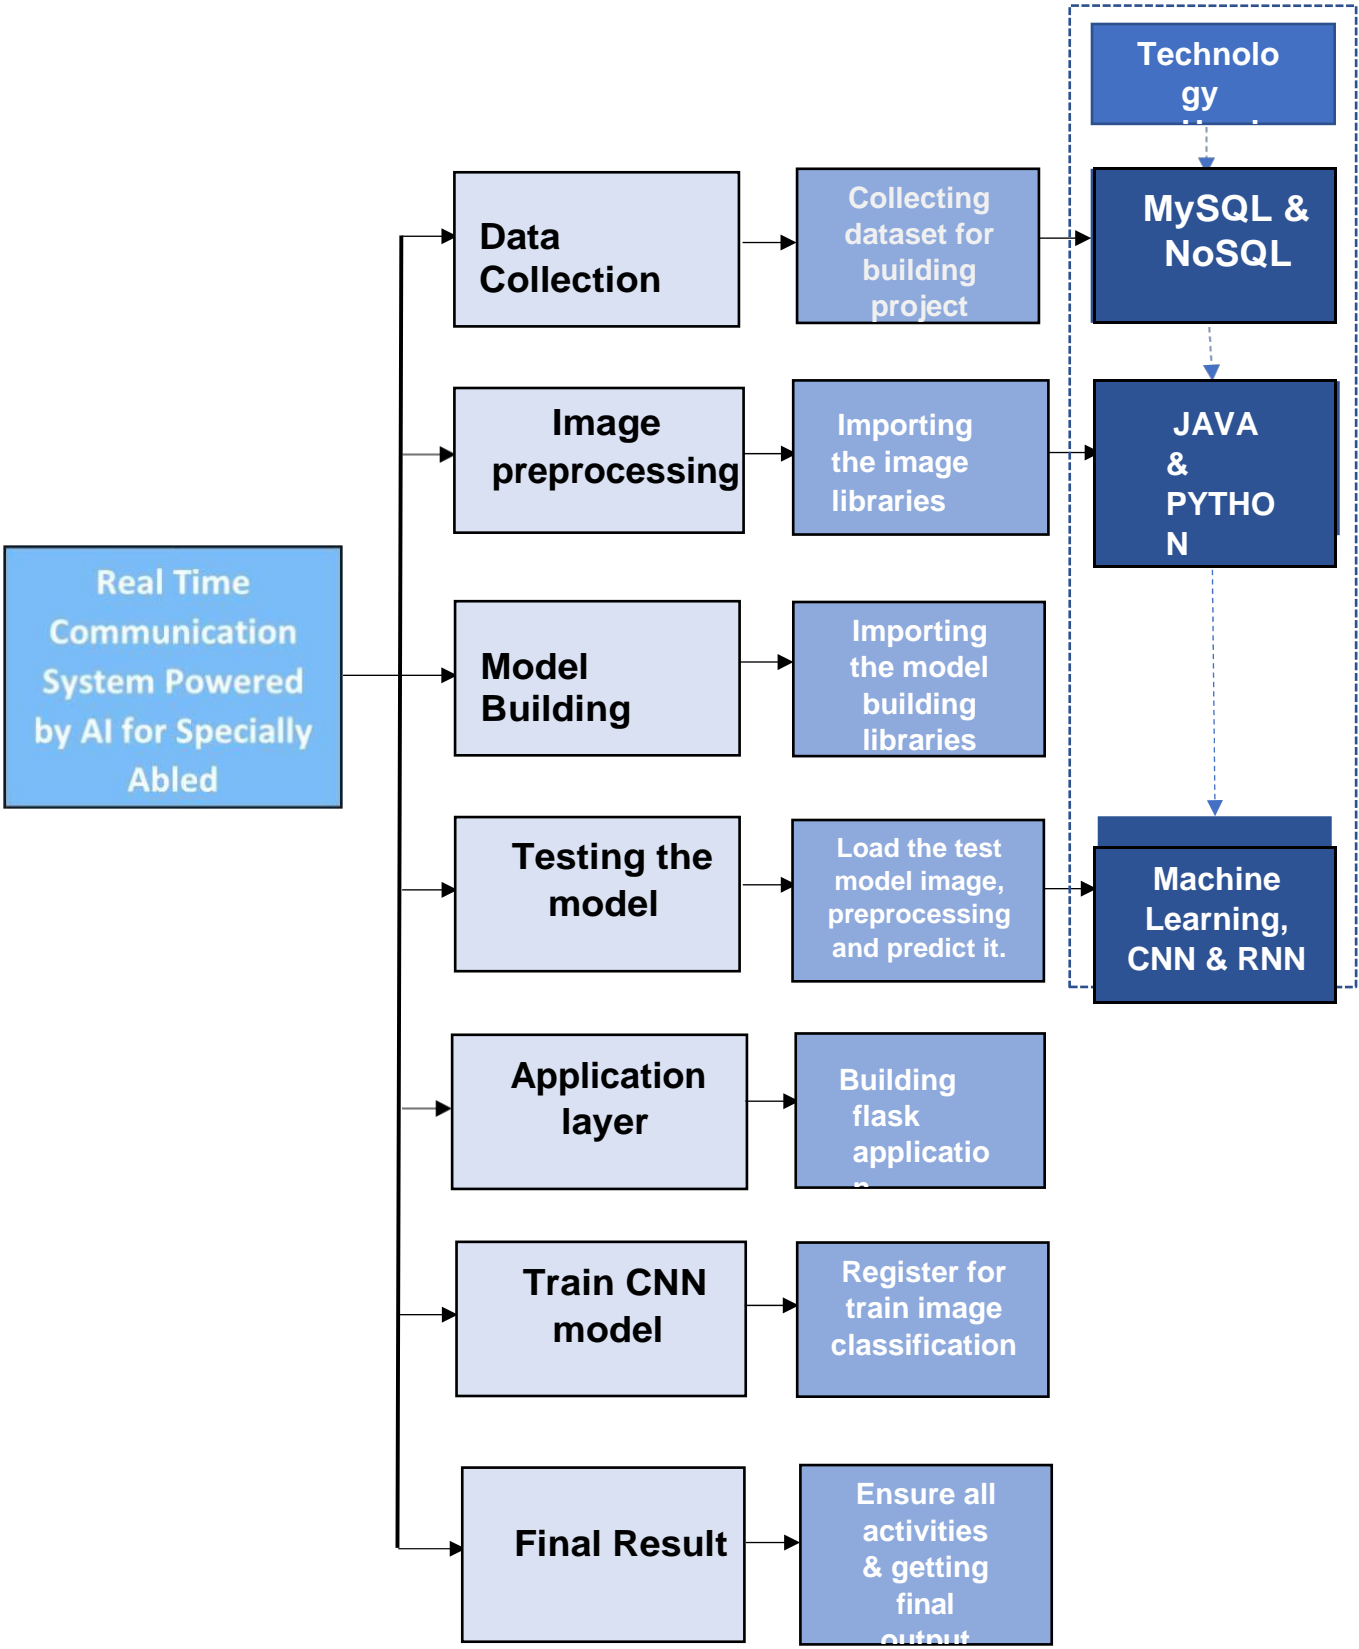 Technolo
gy
MySQL &
NoSQL
Data
Collection
Collecting
dataset for
building
project
Image
preprocessing
Importing
the image
libraries
JAVA
&
PYTHO
N
Real Time
Communication
System Powered
by AI for Specially
Abled
Model
Building
Importing
the model
building
libraries
Testing the
model
Load the test
model image,
preprocessing
and predict it.
Machine
Learning,
CNN & RNN
Application
layer
Building
flask
applicatio
n
Train CNN
model
Register for
train image
classification
Final Result
Ensure all
activities
& getting
final
output